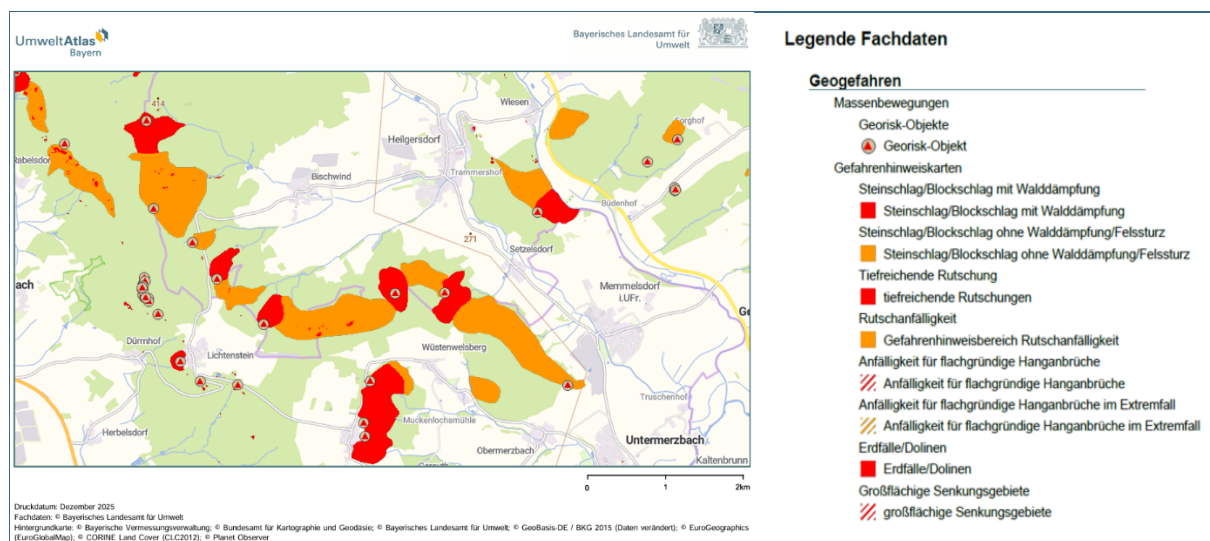 UmweltAtlas
Bayern
Bayerisches Landesamt für
Umwelt
414
Wiesen
Heilgersdorf
Rabelsdorf
Trammershof
Bischwind
Büdenhof
271
Setzelsdorf
Memmelsdorf
i.UFr.
ach
Ge
Dürrnhof
Lichtenstein
Wüstenwelsberg
Truschenhof
Muckenlochsmühle
Herbelsdorf
Untermerzbach
Obermerzbach
Kaltenbrunn
0 1 2km
Druckdatum: Dezember 2025
Fachdaten: © Bayerisches Landesamt für Umwelt
Hintergrundkarte: © Bayerische Vermessungsverwaltung; © Bundesamt für Kartographie und Geodäsie; © Bayerisches Landesamt für Umwelt; © GeoBasis-DE / BKG 2015 (Daten verändert); © EuroGeographics
(EuroGlobalMap); © CORINE Land Cover (CLC2012); © Planet Observer
Legende Fachdaten
Geogefahren
Massenbewegungen
Georisk-Objekte
Georisk-Objekt
Gefahrenhinweiskarten
Steinschlag/Blockschlag mit Walddämpfung
Steinschlag/Blockschlag mit Walddämpfung
Steinschlag/Blockschlag ohne Walddämpfung/Felssturz
Steinschlag/Blockschlag ohne Walddämpfung/Felssturz
Tiefreichende Rutschung
tiefreichende Rutschungen
Rutschanfälligkeit
Gefahrenhinweisbereich Rutschanfälligkeit
Anfälligkeit für flachgründige Hanganbrüche
Anfälligkeit für flachgründige Hanganbrüche
Anfälligkeit für flachgründige Hanganbrüche im Extremfall
Anfälligkeit für flachgründige Hanganbrüche im Extremfall
Erdfälle/Dolinen
Erdfälle/Dolinen
Großflächige Senkungsgebiete
großflächige Senkungsgebiete